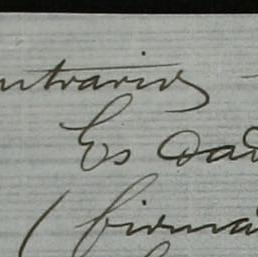 ntrario
Es dad
( firma